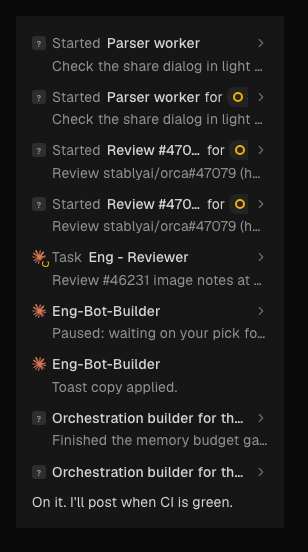 Started Parser worker
Check the share dialog in light ...
Started Parser worker for
Check the share dialog in light ...
Started Review #470... for
Review stablyai/orca#47079 (h...
Started Review #470... for
Review stablyai/orca#47079 (h...
Task Eng - Reviewer
Review #46231 image notes at ...
Eng-Bot-Builder
Paused: waiting on your pick fo...
Eng-Bot-Builder
Toast copy applied.
Orchestration builder for th...
Finished the memory budget ga...
Orchestration builder for th...
On it. I'll post when CI is green.